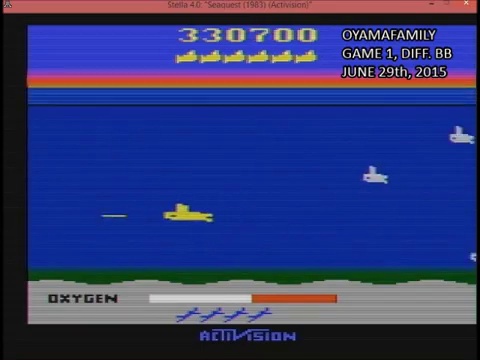 Stella 4.0: "Seaquest (1983) (Activision)"
330700
OYAMAFAMILY
GAME 1, DIFF. BB
JUNE 29th, 2015
OXYGEN
ACTIVISION